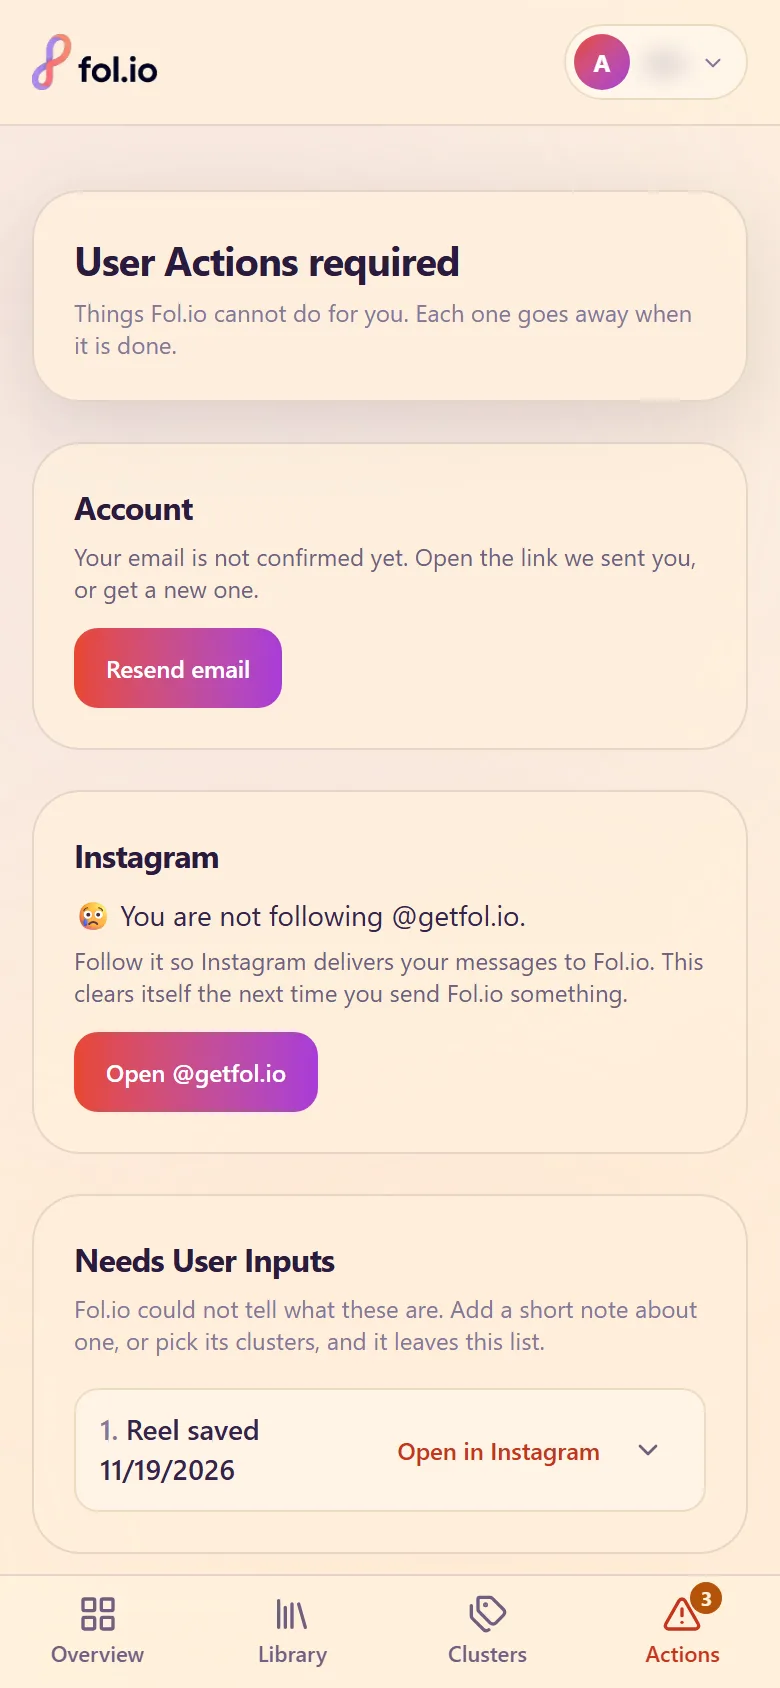 fol.io
A
User Actions required
Things Fol.io cannot do for you. Each one goes away when
it is done.
Account
Your email is not confirmed yet. Open the link we sent you,
or get a new one.
Resend email
Instagram
😢 You are not following @getfol.io.
Follow it so Instagram delivers your messages to Fol.io. This
clears itself the next time you send Fol.io something.
Open @getfol.io
Needs User Inputs
Fol.io could not tell what these are. Add a short note about
one, or pick its clusters, and it leaves this list.
1. Reel saved
11/19/2026
Open in Instagram
3
Overview
Library
Clusters
Actions